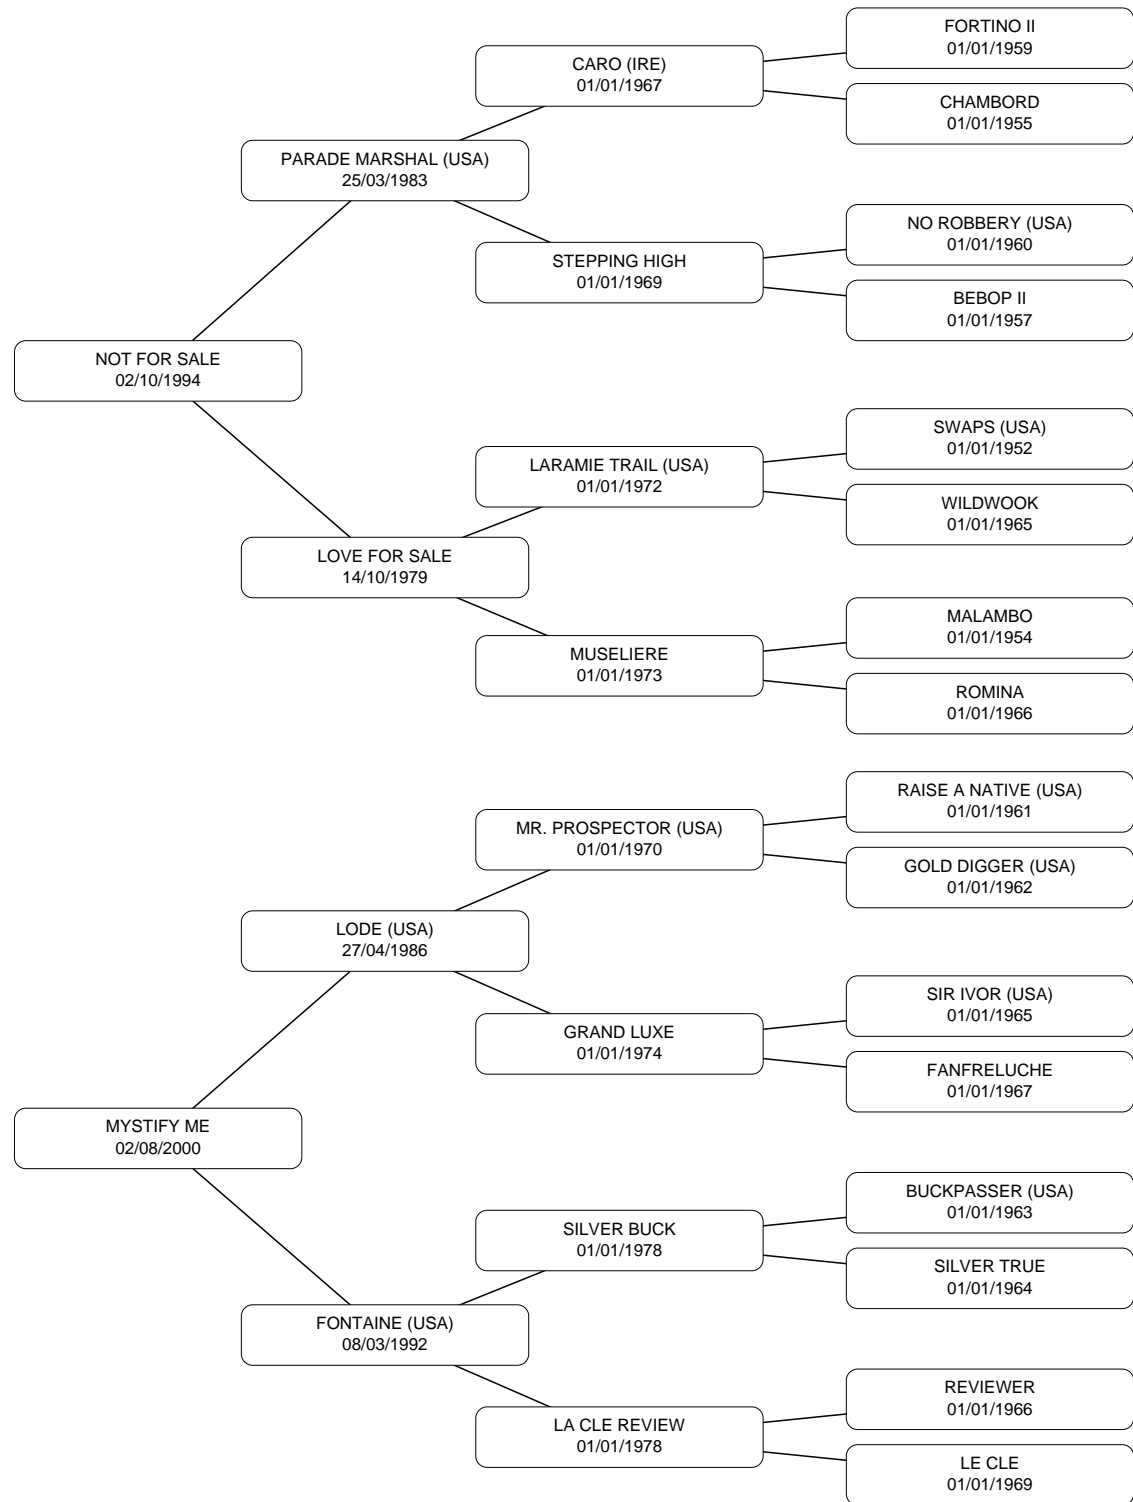 FORTINO II
01/01/1959
CARO (IRE)
01/01/1967
CHAMBORD
01/01/1955
PARADE MARSHAL (USA)
25/03/1983
NO ROBBERY (USA)
01/01/1960
STEPPING HIGH
01/01/1969
BEBOP II
01/01/1957
NOT FOR SALE
02/10/1994
SWAPS (USA)
01/01/1952
LARAMIE TRAIL (USA)
01/01/1972
WILDWOOK
01/01/1965
LOVE FOR SALE
14/10/1979
MALAMBO
01/01/1954
MUSELIERE
01/01/1973
ROMINA
01/01/1966
RAISE A NATIVE (USA)
01/01/1961
MR. PROSPECTOR (USA)
01/01/1970
GOLD DIGGER (USA)
01/01/1962
LODE (USA)
27/04/1986
SIR IVOR (USA)
01/01/1965
GRAND LUXE
01/01/1974
FANFRELUCHE
01/01/1967
MYSTIFY ME
02/08/2000
BUCKPASSER (USA)
01/01/1963
SILVER BUCK
01/01/1978
SILVER TRUE
01/01/1964
FONTAINE (USA)
08/03/1992
REVIEWER
01/01/1966
LA CLE REVIEW
01/01/1978
LE CLE
01/01/1969